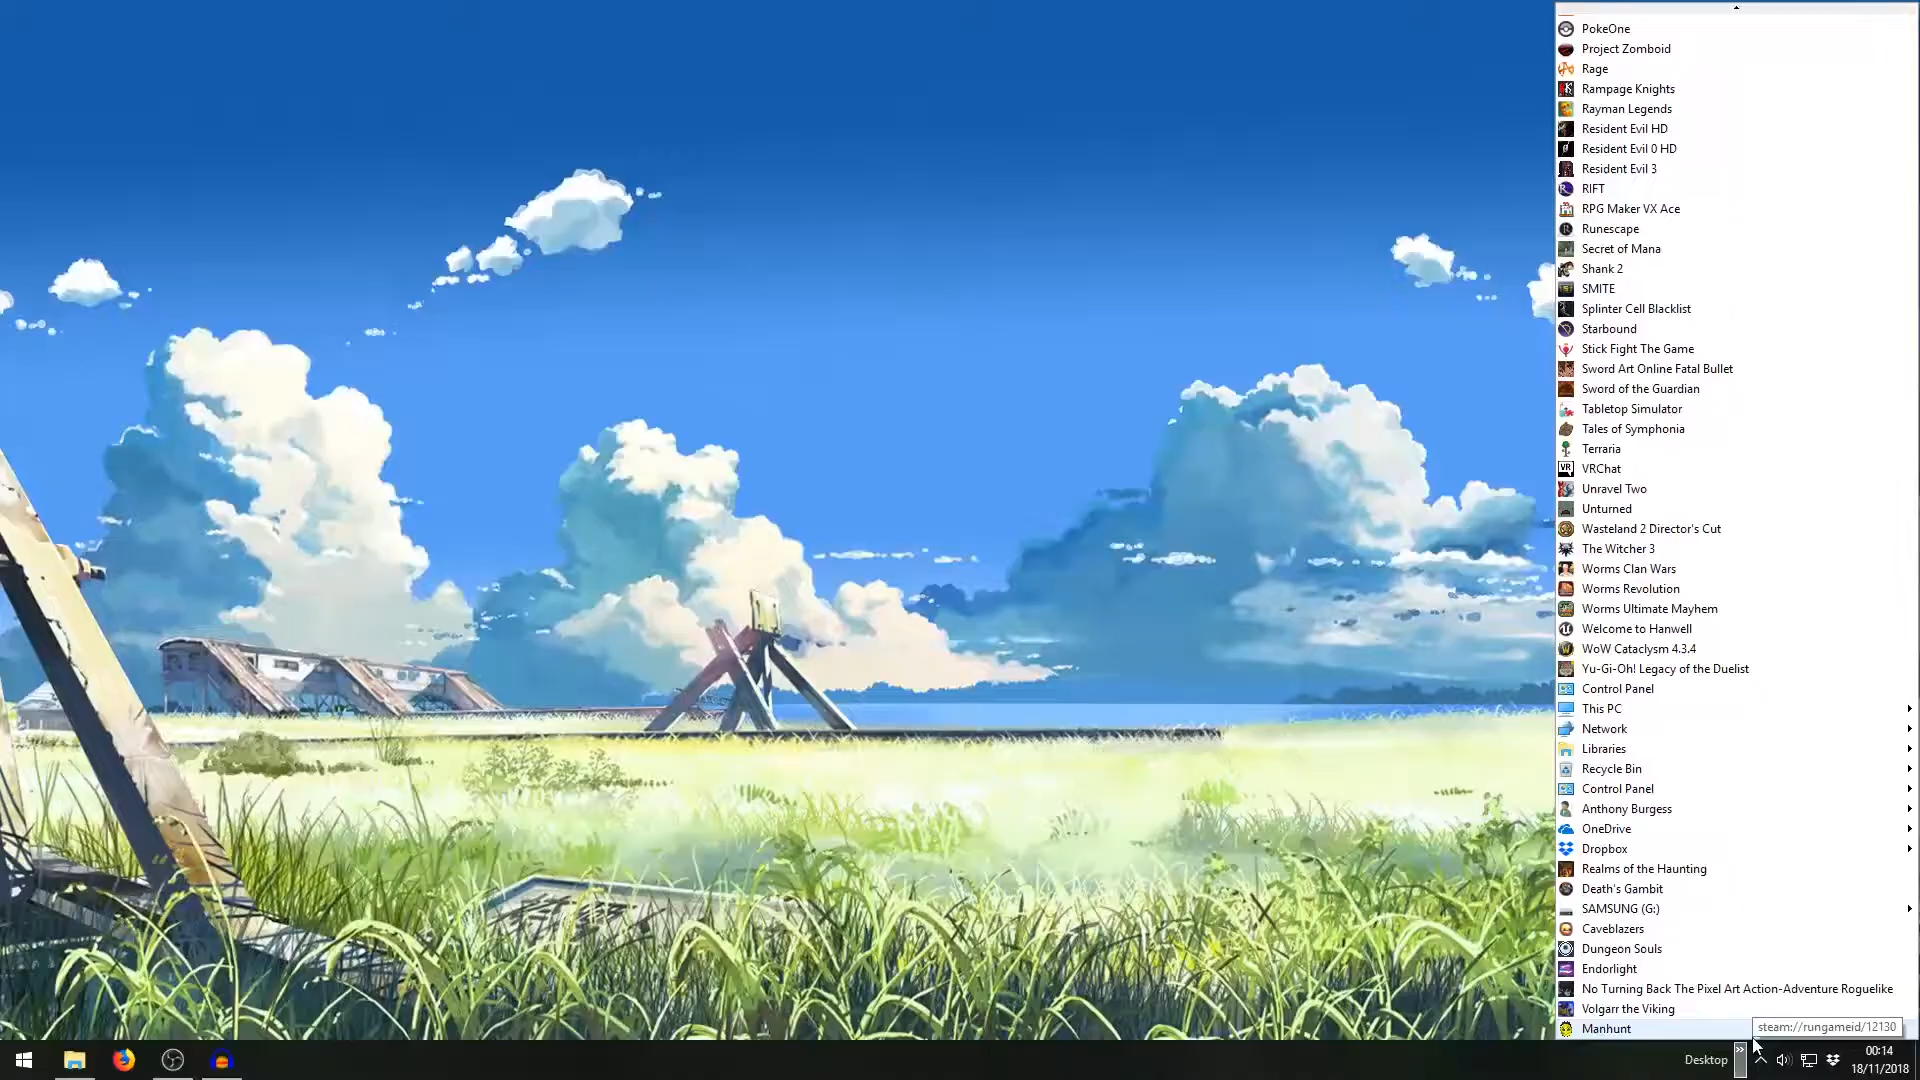 PokeOne
Project Zomboid
Rage
Rampage Knights
Rayman Legends
Resident Evil HD
Resident Evil 0 HD
Resident Evil 3
RIFT
RPG Maker VX Ace
Runescape
Secret of Mana
Shank 2
SMITE
Splinter Cell Blacklist
Starbound
Stick Fight The Game
Sword Art Online Fatal Bullet
Sword of the Guardian
Tabletop Simulator
Tales of Symphonia
Terraria
VR VRChat
Unravel Two
Unturned
Wasteland 2 Director's Cut
The Witcher 3
Worms Clan Wars
Worms Revolution
Worms Ultimate Mayhem
Welcome to Hanwell
WoW Cataclysm 4.3.4
Yu-Gi-Oh! Legacy of the Duelist
Control Panel
This PC
Network
Libraries
Recycle Bin
Control Panel
Anthony Burgess
OneDrive
Dropbox
Realms of the Haunting
Death's Gambit
SAMSUNG (G:)
Caveblazers
Dungeon Souls
Endorlight
No Turning Back The Pixel Art Action-Adventure Roguelike
Volgarr the Viking
Manhunt
steam://rungameid/12130
Desktop
00:14
18/11/2018